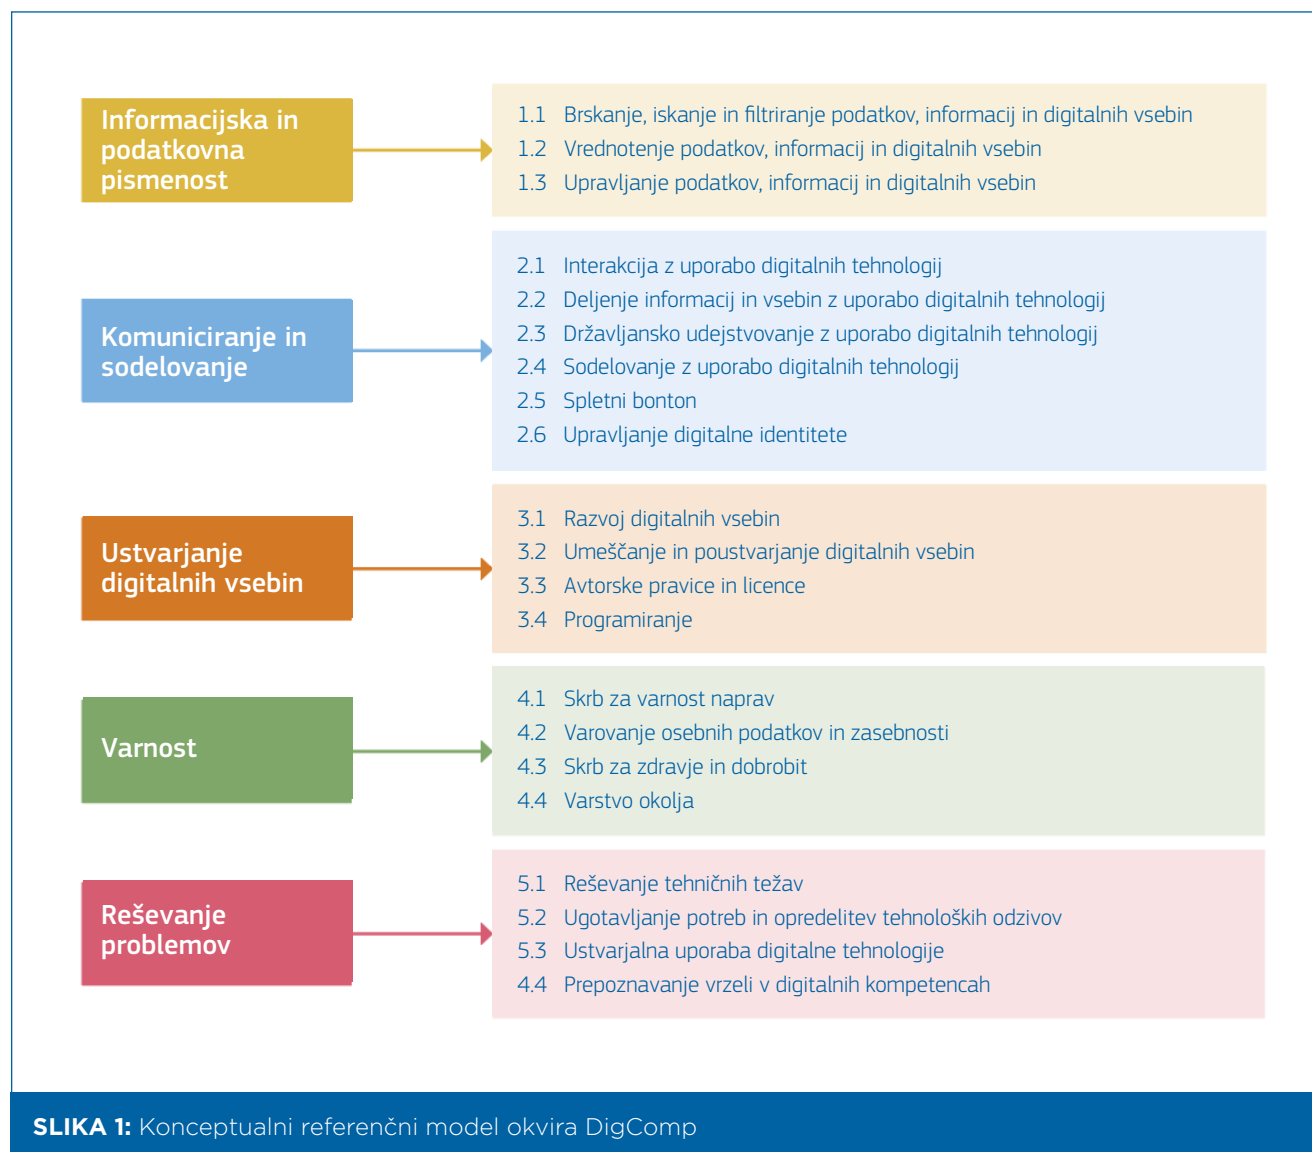 Informacijska in
podatkovna
pismenost
1.1 Brskanje, iskanje in filtriranje podatkov, informacij in digitalnih vsebin
1.2 Vrednotenje podatkov, informacij in digitalnih vsebin
1.3 Upravljanje podatkov, informacij in digitalnih vsebin
Komuniciranje in
sodelovanje
2.1 Interakcija z uporabo digitalnih tehnologij
2.2 Deljenje informacij in vsebin z uporabo digitalnih tehnologij
2.3 Državljansko udejstvovanje z uporabo digitalnih tehnologij
2.4 Sodelovanje z uporabo digitalnih tehnologij
2.5 Spletni bonton
2.6 Upravljanje digitalne identitete
Ustvarjanje
digitalnih vsebin
3.1 Razvoj digitalnih vsebin
3.2 Umeščanje in poustvarjanje digitalnih vsebin
3.3 Avtorske pravice in licence
3.4 Programiranje
Varnost
4.1 Skrb za varnost naprav
4.2 Varovanje osebnih podatkov in zasebnosti
4.3 Skrb za zdravje in dobrobit
4.4 Varstvo okolja
Reševanje
problemov
5.1 Reševanje tehničnih težav
5.2 Ugotavljanje potreb in opredelitev tehnoloških odzivov
5.3 Ustvarjalna uporaba digitalne tehnologije
4.4 Prepoznavanje vrzeli v digitalnih kompetencah
SLIKA 1: Konceptualni referenčni model okvira DigComp